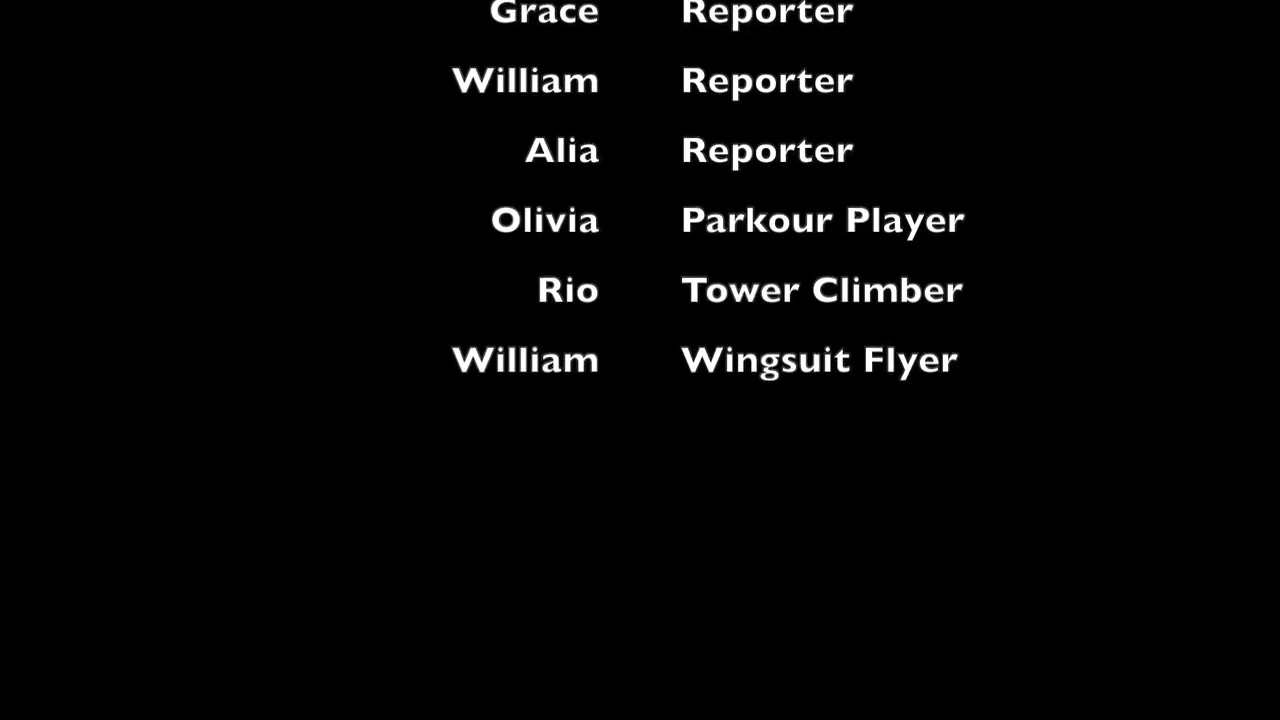 Grace Reporter
William Reporter
Alia Reporter
Olivia Parkour Player
Rio Tower Climber
William Wingsuit Flyer